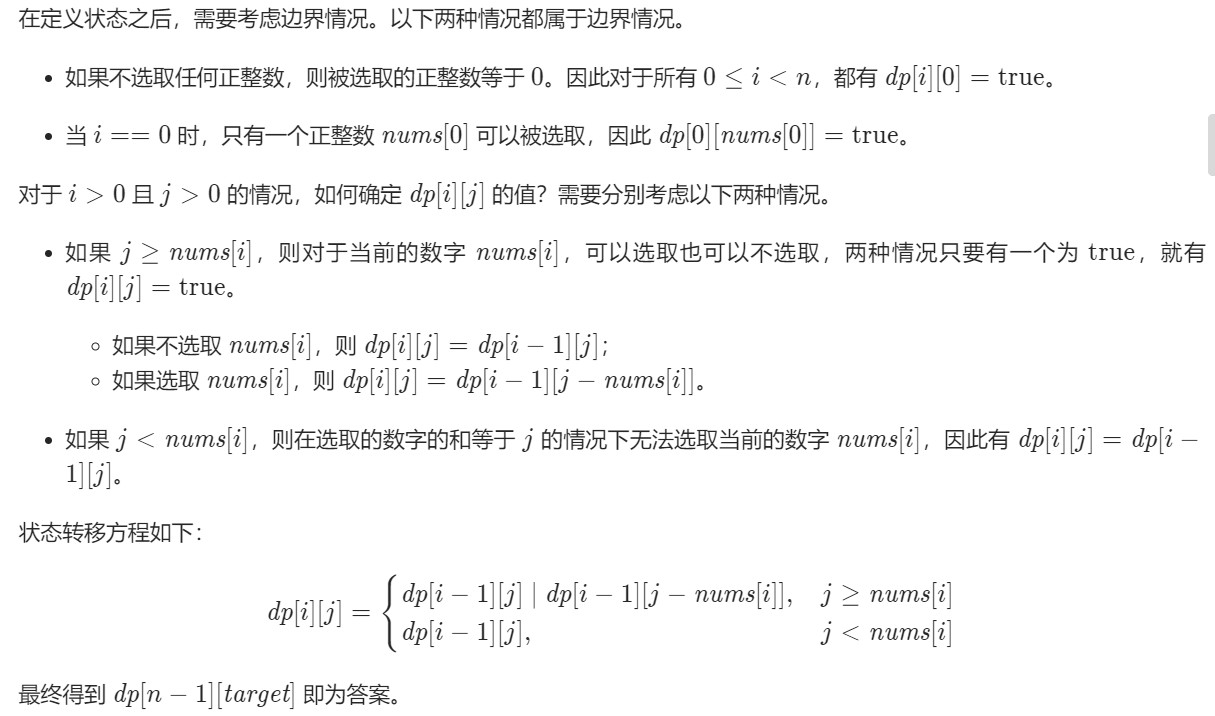 在定义状态之后，需要考虑边界情况。以下两种情况都属于边界情况。
• 如果不选取任何正整数，则被选取的正整数等于 0。因此对于所有 0 ≤ i < n，都有 dp[i][0] = true。
• 当 i == 0 时，只有一个正整数 nums[0] 可以被选取，因此 dp[0][nums[0]] = true。
对于 i > 0 且 j > 0 的情况，如何确定 dp[i][j] 的值？需要分别考虑以下两种情况。
• 如果 j ≥ nums[i]，则对于当前的数字 nums[i]，可以选取也可以不选取，两种情况只要有一个为 true，就有
dp[i][j] = true。
◦ 如果不选取 nums[i]，则 dp[i][j] = dp[i − 1][j]；
◦ 如果选取 nums[i]，则 dp[i][j] = dp[i − 1][j − nums[i]]。
• 如果 j < nums[i]，则在选取的数字的和等于 j 的情况下无法选取当前的数字 nums[i]，因此有 dp[i][j] = dp[i −
1][j]。
状态转移方程如下：
dp[i][j] = { dp[i − 1][j] | dp[i − 1][j − nums[i]], j ≥ nums[i]
dp[i − 1][j], j < nums[i]
最终得到 dp[n − 1][target] 即为答案。